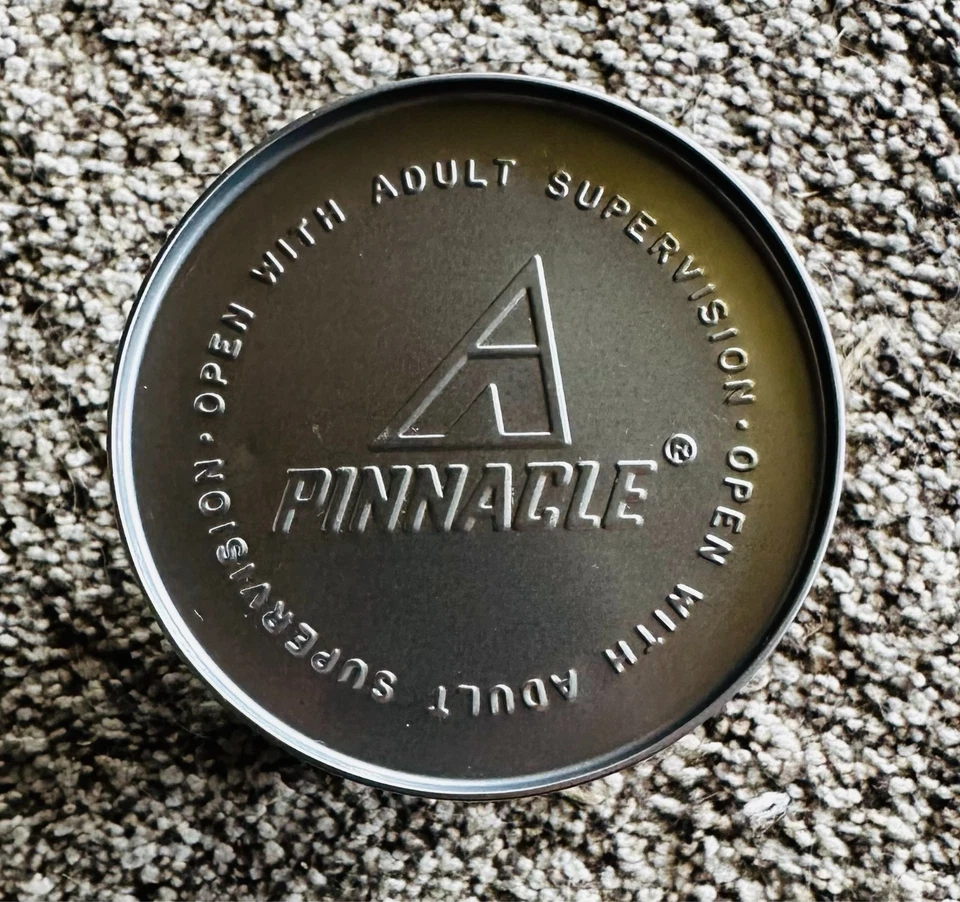 OPEN WITH ADULT SUPERVISION · OPEN WITH ADULT SUPERVISION ·
PINNACLE®